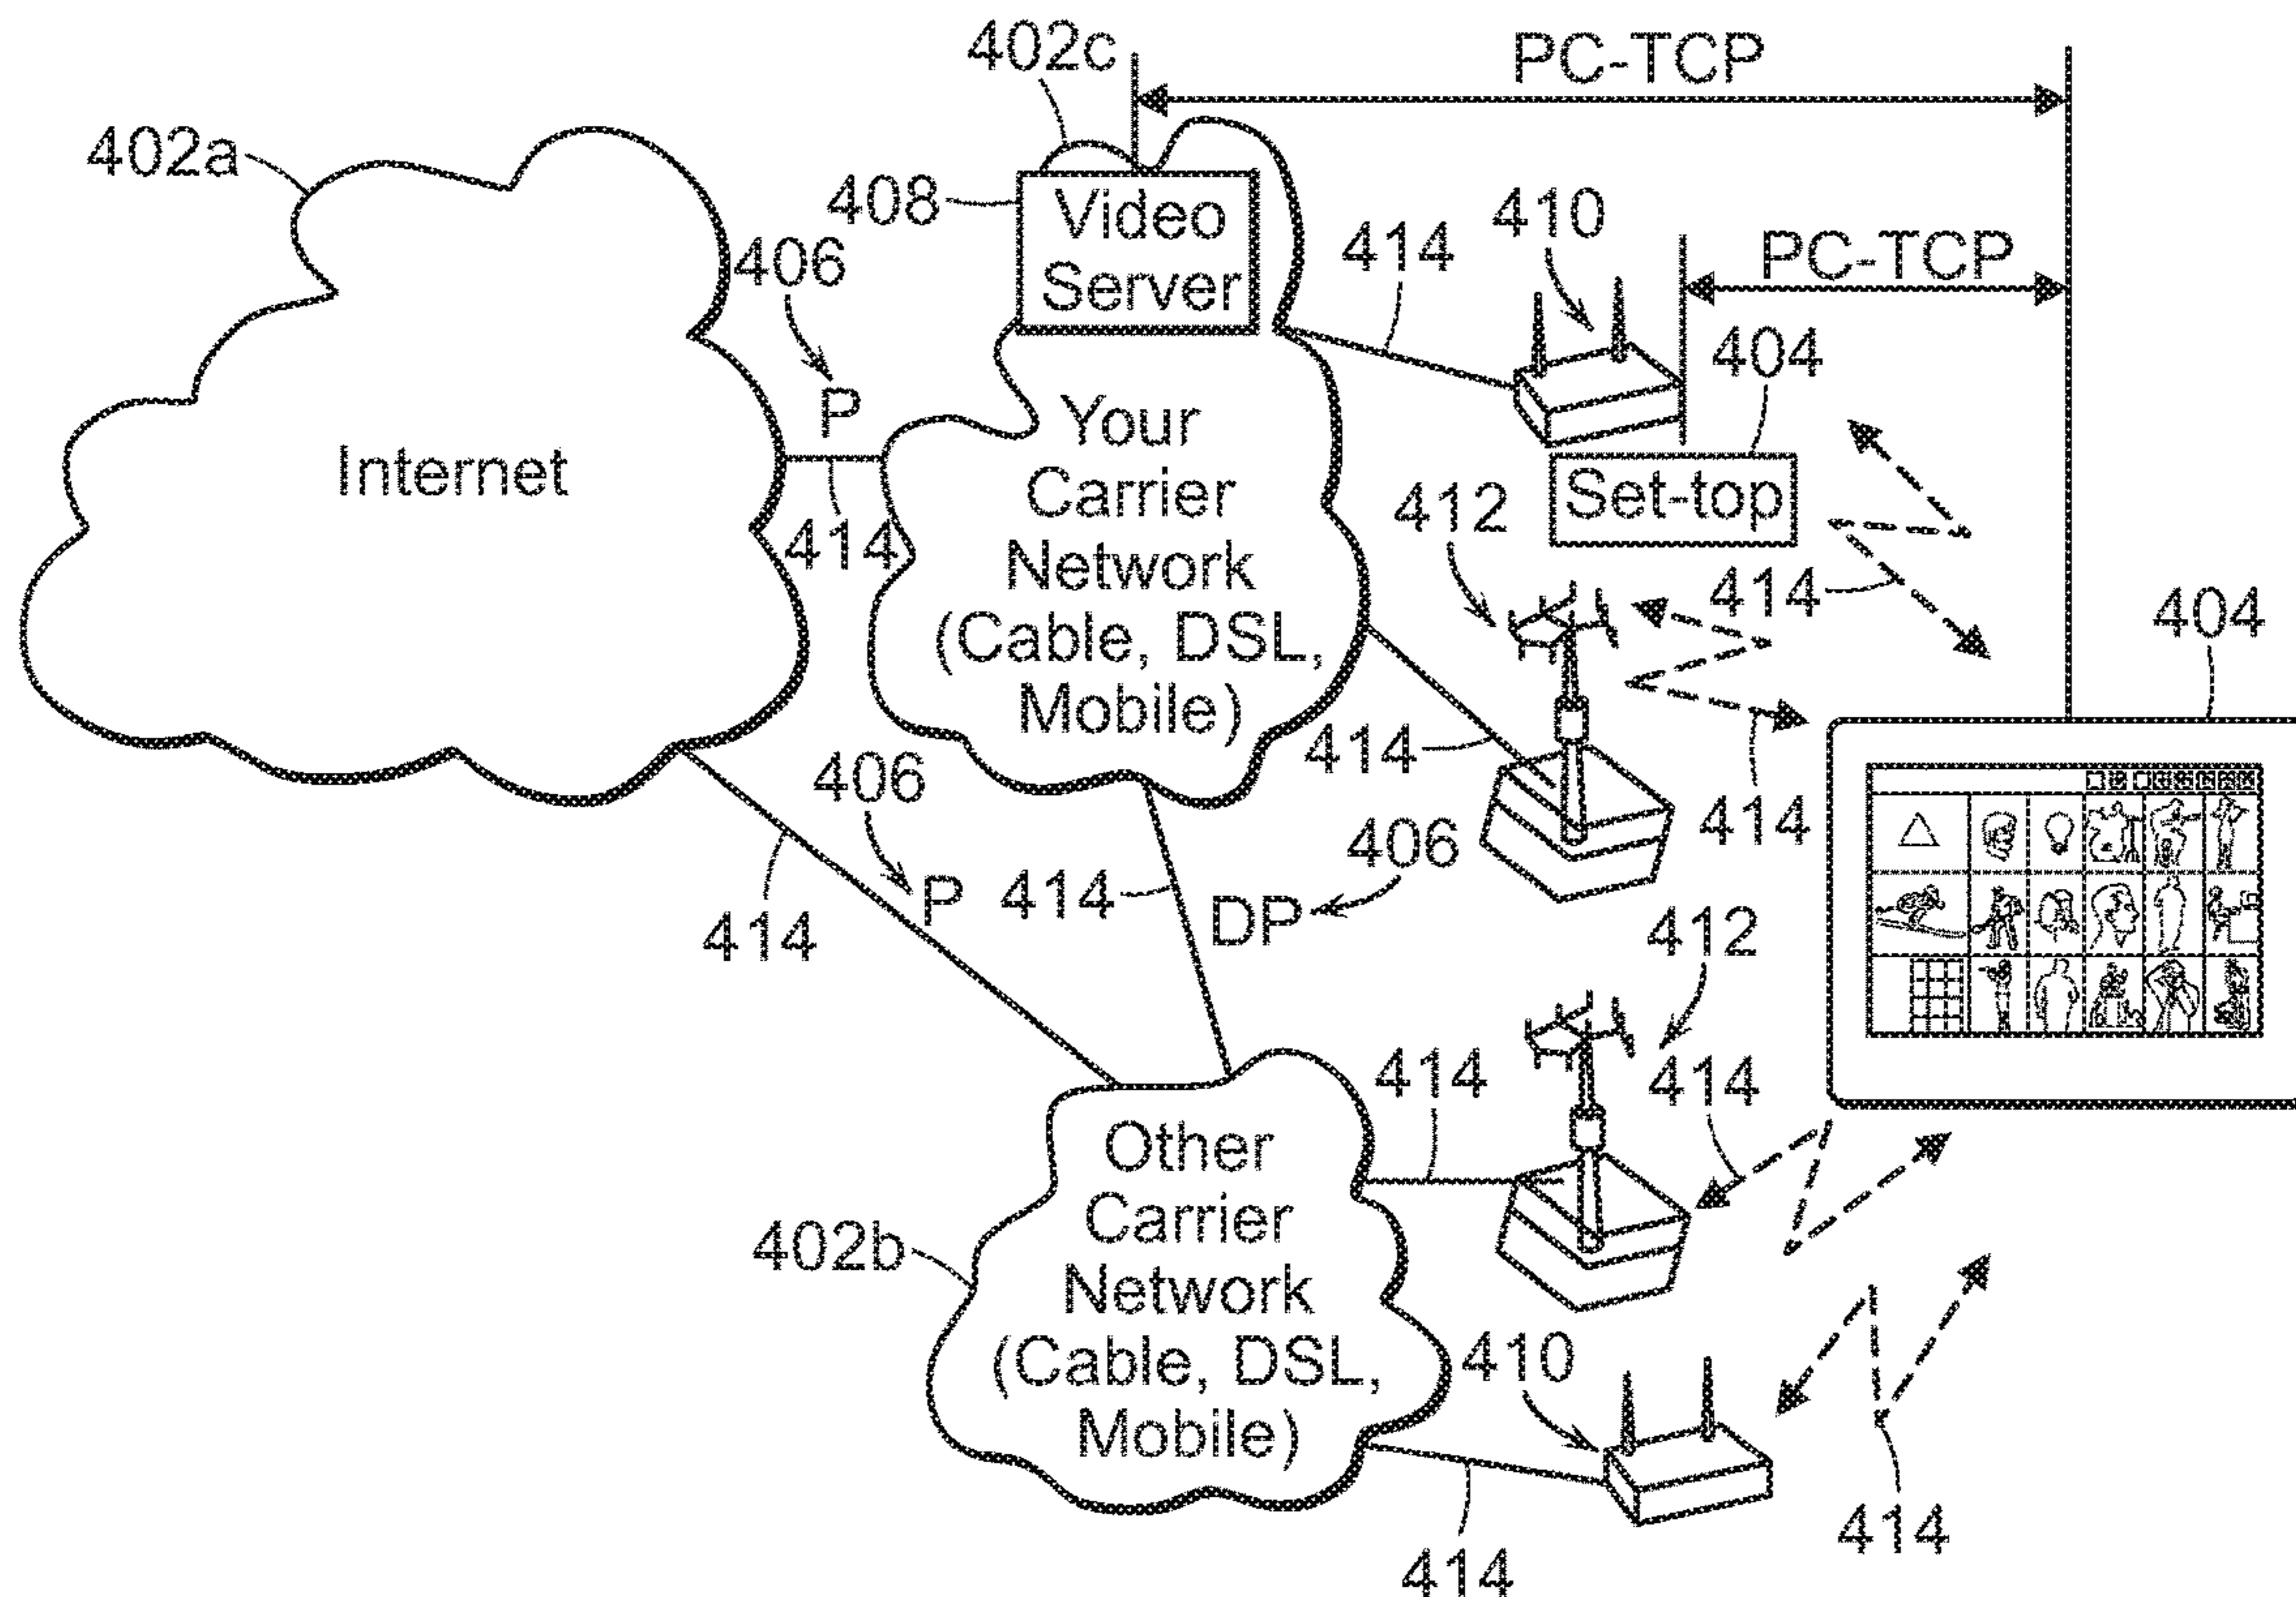 402c
PC-TCP
402a
408
Video
Server
406
P
414
410
PC-TCP
404
Internet
414
Your
Carrier
Network
(Cable, DSL,
Mobile)
Set-top
412
414
404
414
414
406
P
414
414
DP
406
412
414
414
Other
Carrier
Network
(Cable, DSL,
Mobile)
402b
410
414
414